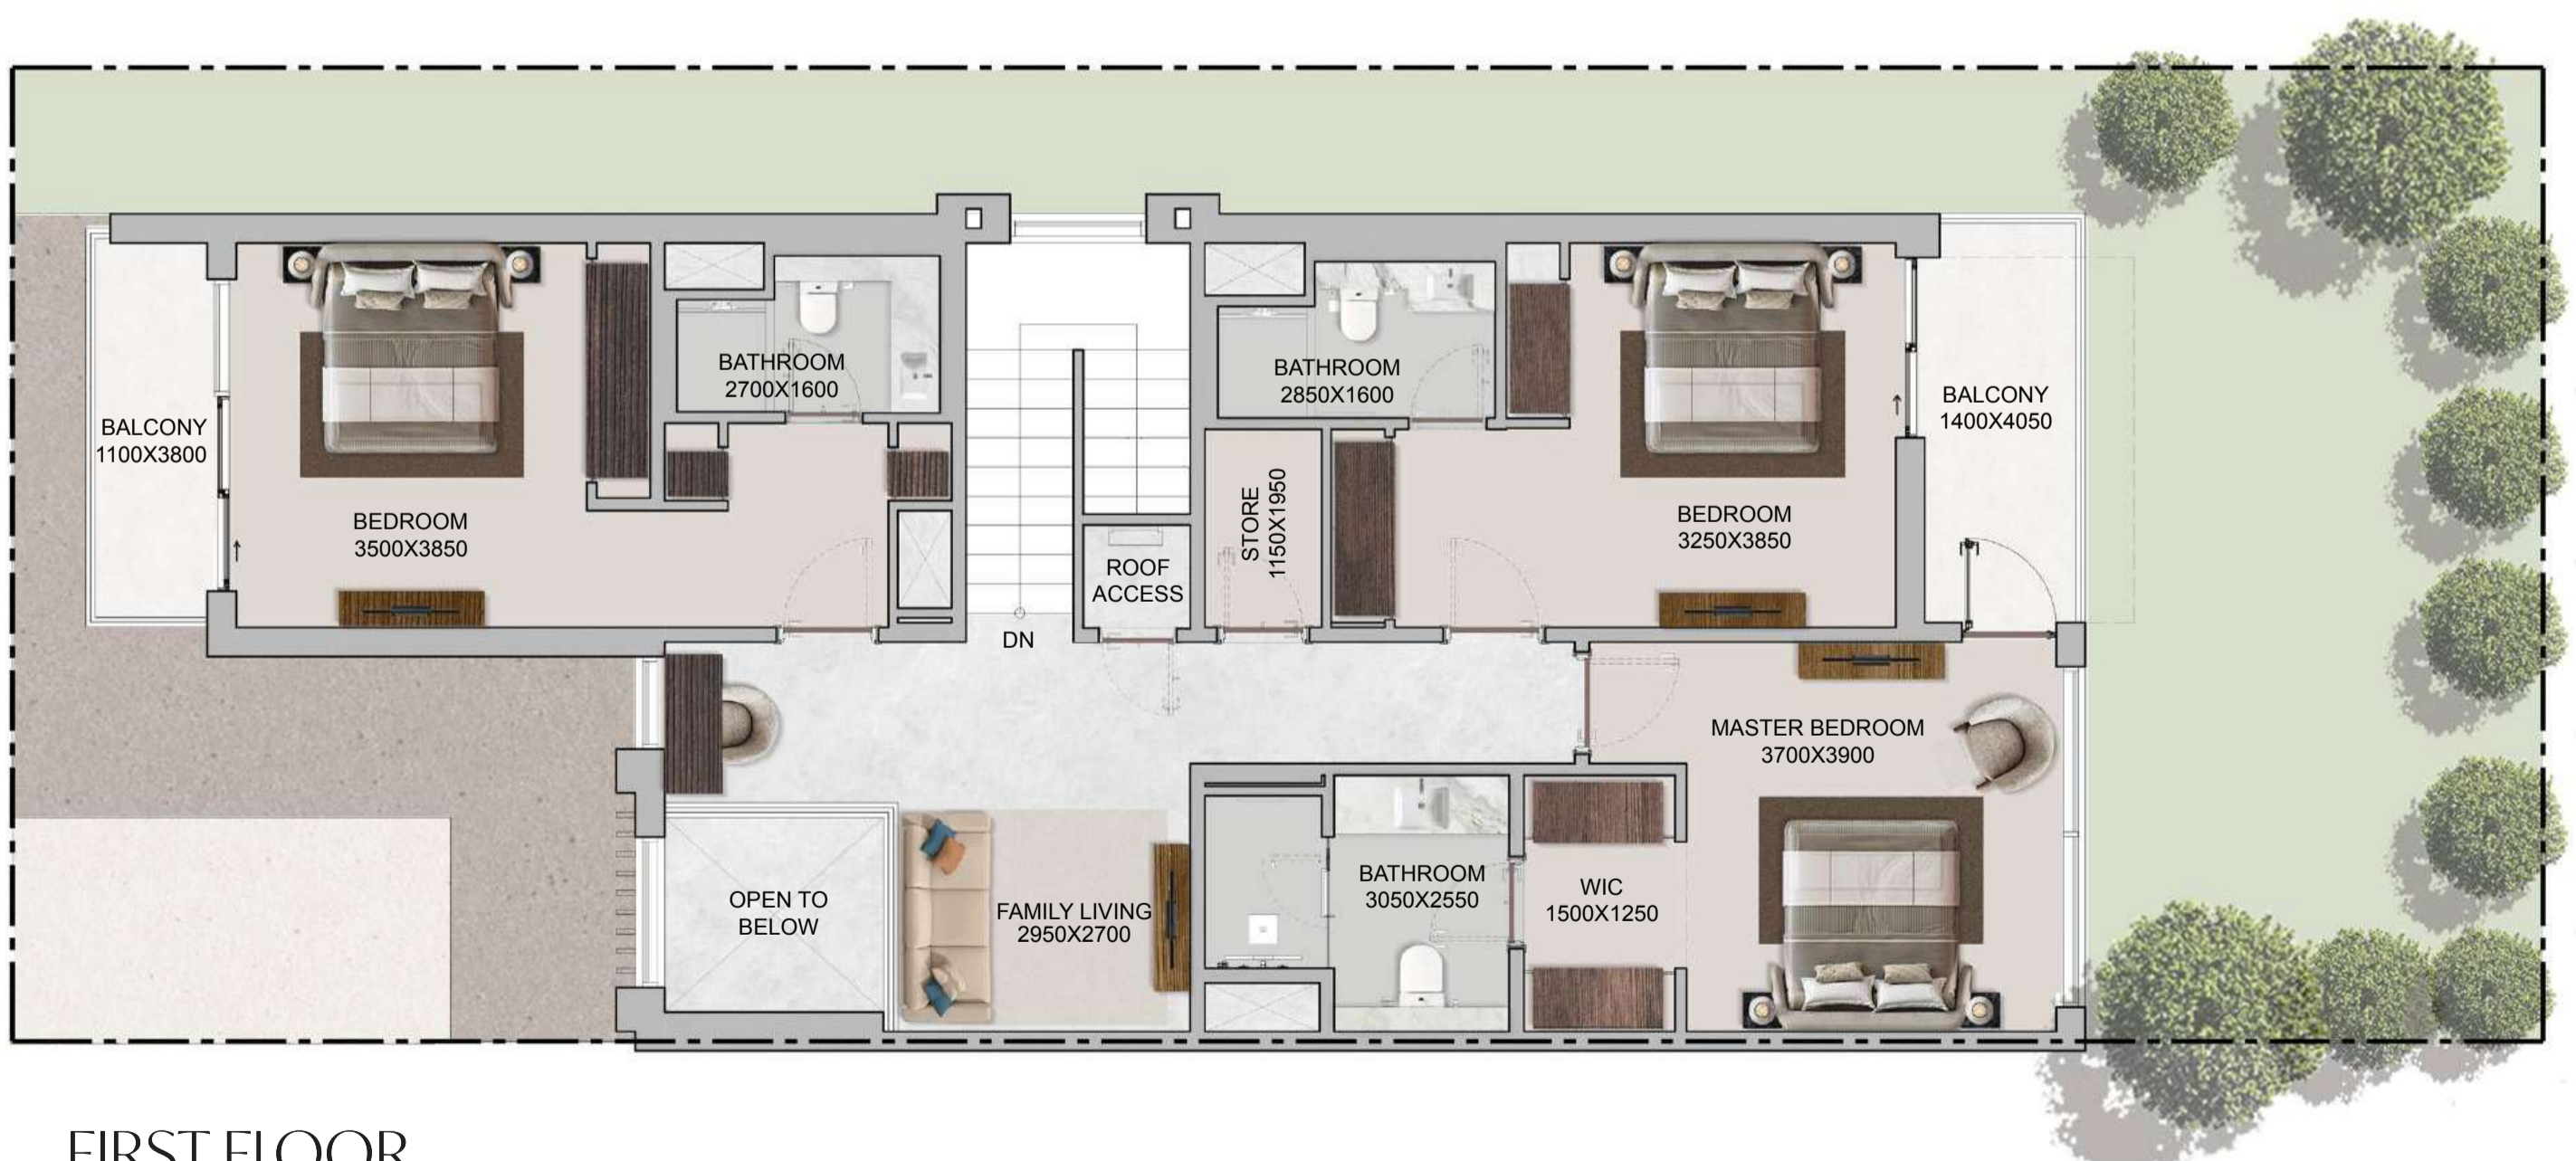 BALCONY
1100X3800
BEDROOM
3500X3850
BATHROOM
2700X1600
DN
ROOF
ACCESS
STORE
1150X1950
BATHROOM
2850X1600
BEDROOM
3250X3850
BALCONY
1400X4050
OPEN TO
BELOW
FAMILY LIVING
2950X2700
BATHROOM
3050X2550
WIC
1500X1250
MASTER BEDROOM
3700X3900
FIRST FLOOR